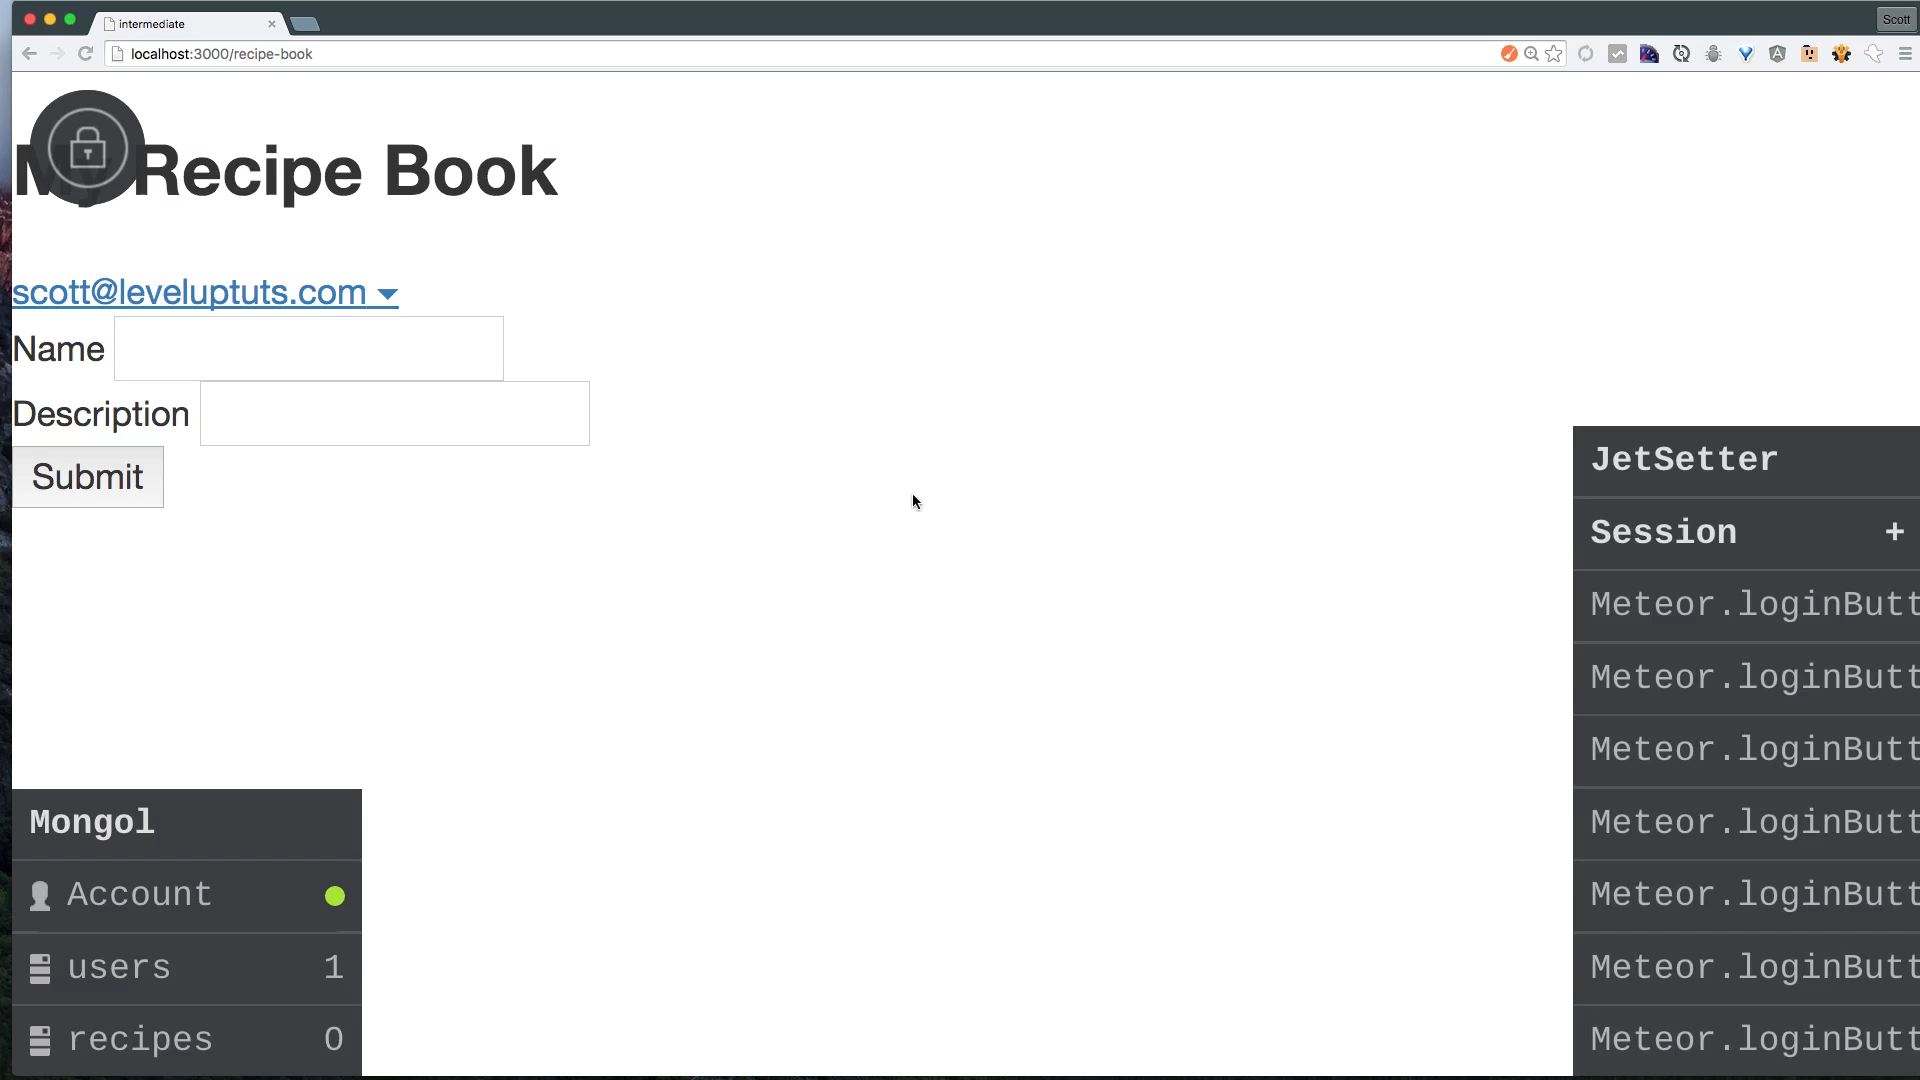 intermediate
Scott
localhost:3000/recipe-book
My Recipe Book
scott@leveluptuts.com
Name
Description
Submit
JetSetter
Session +
Meteor.loginButt
Meteor.loginButt
Meteor.loginButt
Meteor.loginButt
Meteor.loginButt
Meteor.loginButt
Meteor.loginButt
Mongol
Account
users 1
recipes 0